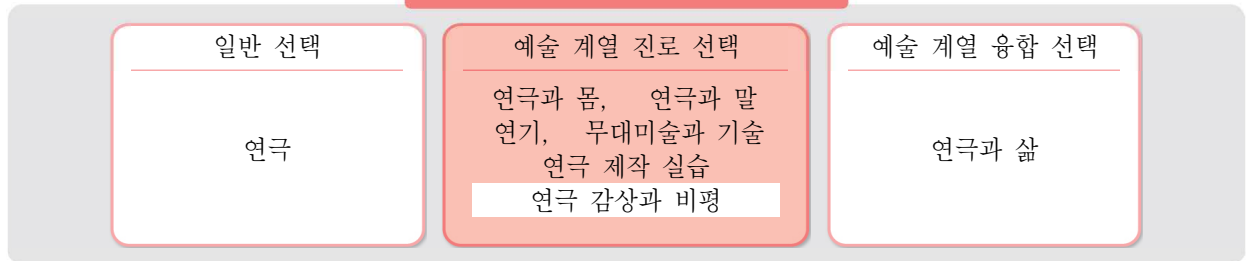 일반 선택
연극
예술 계열 진로 선택
연극과 몸, 연극과 말
연기, 무대미술과 기술
연극 제작 실습
연극 감상과 비평
예술 계열 융합 선택
연극과 삶